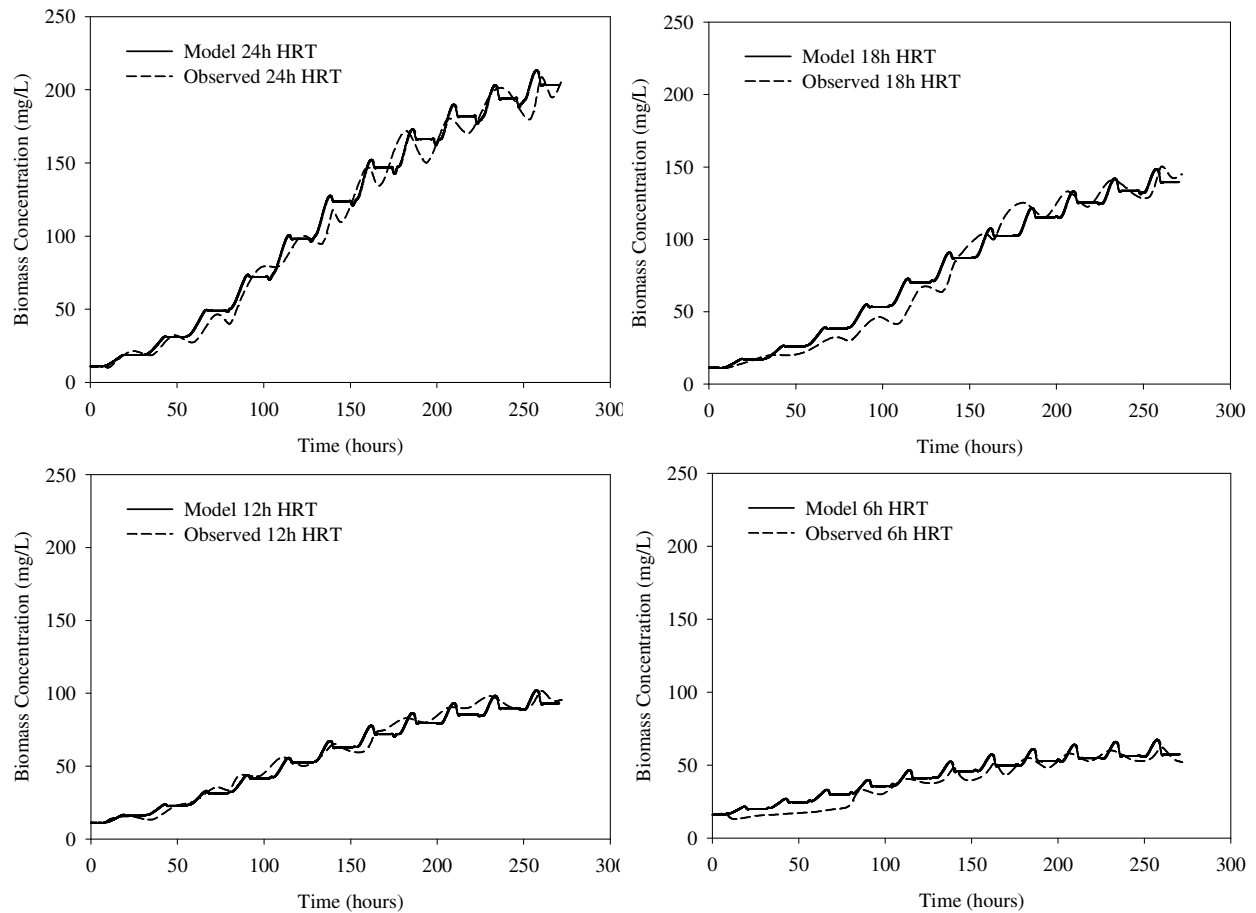 Model 24h HRT
Observed 24h HRT
Biomass Concentration (mg/L)
250
200
150
100
50
0
0 50 100 150 200 250 300
Time (hours)
Model 18h HRT
Observed 18h HRT
Biomass Concentration (mg/L)
250
200
150
100
50
0
0 50 100 150 200 250 300
Time (hours)
Model 12h HRT
Observed 12h HRT
Biomass Concentration (mg/L)
250
200
150
100
50
0
0 50 100 150 200 250 300
Time (hours)
Model 6h HRT
Observed 6h HRT
Biomass Concentration (mg/L)
250
200
150
100
50
0
0 50 100 150 200 250 300
Time (hours)